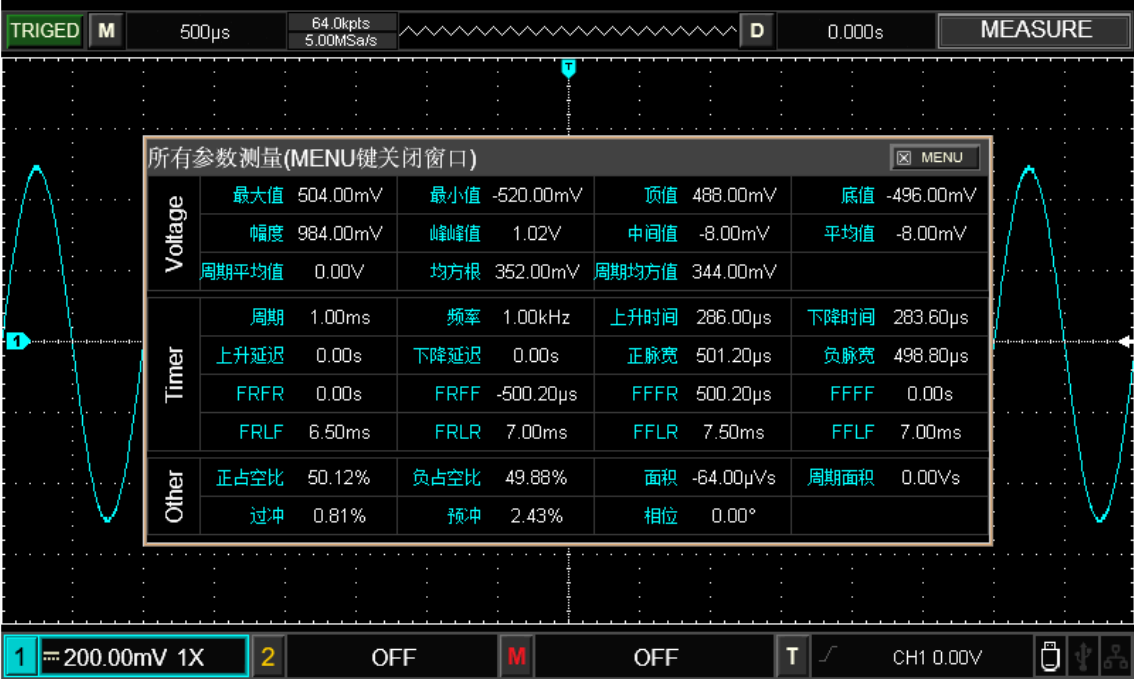 TRIGED M 500μs 64.0kpts D 0.000s MEASURE
5.00MSa/s
T
所有参数测量(MENU键关闭窗口) MENU
Voltage
最大值 504.00mV 最小值 -520.00mV 顶值 488.00mV 底值 -496.00mV
幅度 984.00mV 峰峰值 1.02V 中间值 -8.00mV 平均值 -8.00mV
周期平均值 0.00V 均方根 352.00mV 周期均方值 344.00mV
Timer
周期 1.00ms 频率 1.00kHz 上升时间 286.00μs 下降时间 283.60μs
1
上升延迟 0.00s 下降延迟 0.00s 正脉宽 501.20μs 负脉宽 498.80μs
FRFR 0.00s FRFF -500.20μs FFFR 500.20μs FFFF 0.00s
FRLF 6.50ms FRLR 7.00ms FFLR 7.50ms FFLF 7.00ms
Other
正占空比 50.12% 负占空比 49.88% 面积 -64.00μVs 周期面积 0.00Vs
过冲 0.81% 预冲 2.43% 相位 0.00°
1 200.00mV 1X 2 OFF M OFF T CH1 0.00V